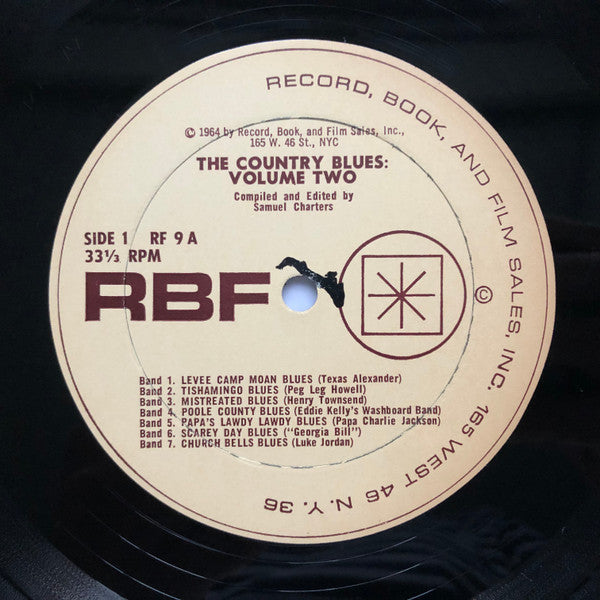 RECORD, BOOK, AND FILM SALES, INC. 165 WEST 46 N.Y. 36
© 1964 by Record, Book, and Film Sales, Inc.,
165 W. 46 St., NYC
THE COUNTRY BLUES:
VOLUME TWO
Compiled and Edited by
Samuel Charters
SIDE 1 RF 9 A
33⅓ RPM
RBF
©
Band 1. LEVEE CAMP MOAN BLUES (Texas Alexander)
Band 2. TISHAMINGO BLUES (Peg Leg Howell)
Band 3. MISTREATED BLUES (Henry Townsend)
Band 4. POOLE COUNTY BLUES (Eddie Kelly's Washboard Band)
Band 5. PAPA'S LAWDY LAWDY BLUES (Papa Charlie Jackson)
Band 6. SCAREY DAY BLUES ("Georgia Bill")
Band 7. CHURCH BELLS BLUES (Luke Jordan)